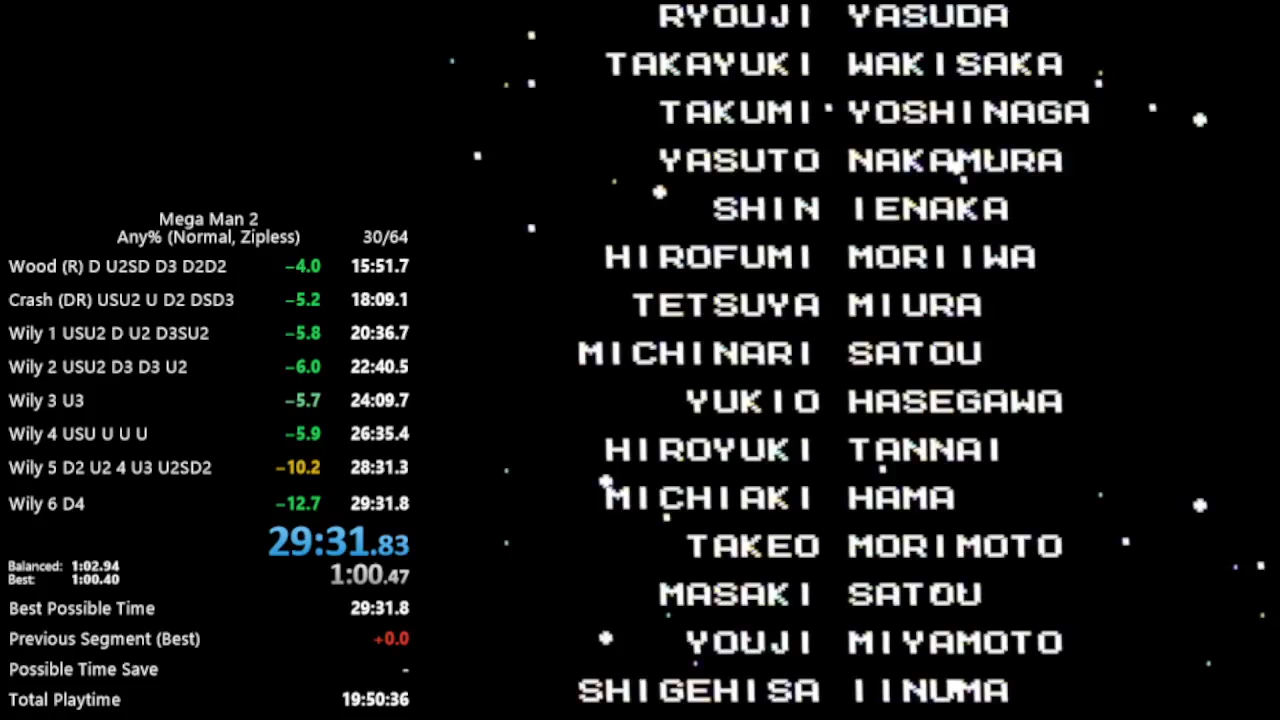 Mega Man 2
Any% (Normal, Zipless) 30/64
Wood (R) D U2SD D3 D2D2 −4.0 15:51.7
Crash (DR) USU2 U D2 DSD3 −5.2 18:09.1
Wily 1 USU2 D U2 D3SU2 −5.8 20:36.7
Wily 2 USU2 D3 D3 U2 −6.0 22:40.5
Wily 3 U3 −5.7 24:09.7
Wily 4 USU U U U −5.9 26:35.4
Wily 5 D2 U2 4 U3 U2SD2 −10.2 28:31.3
Wily 6 D4 −12.7 29:31.8
29:31.83
Balanced: 1:02.94
Best: 1:00.40
1:00.47
Best Possible Time 29:31.8
Previous Segment (Best) +0.0
Possible Time Save -
Total Playtime 19:50:36
RYOUJI YASUDA
TAKAYUKI WAKISAKA
TAKUMI YOSHINAGA
YASUTO NAKAMURA
SHIN IENAKA
HIROFUMI MORIIWA
TETSUYA MIURA
MICHINARI SATOU
YUKIO HASEGAWA
HIROYUKI TANNAI
MICHIAKI HAMA
TAKEO MORIMOTO
MASAKI SATOU
YOUJI MIYAMOTO
SHIGEHISA IINUMA